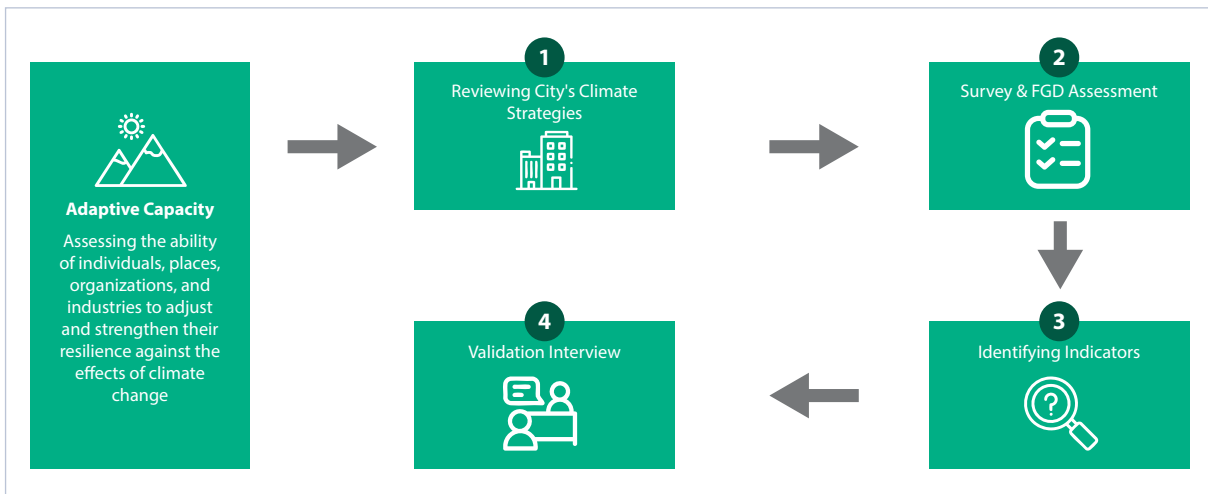 Adaptive Capacity
Assessing the ability
of individuals, places,
organizations, and
industries to adjust
and strengthen their
resilience against the
effects of climate
change
1
Reviewing City's Climate
Strategies
2
Survey & FGD Assessment
3
Identifying Indicators
?
4
Validation Interview